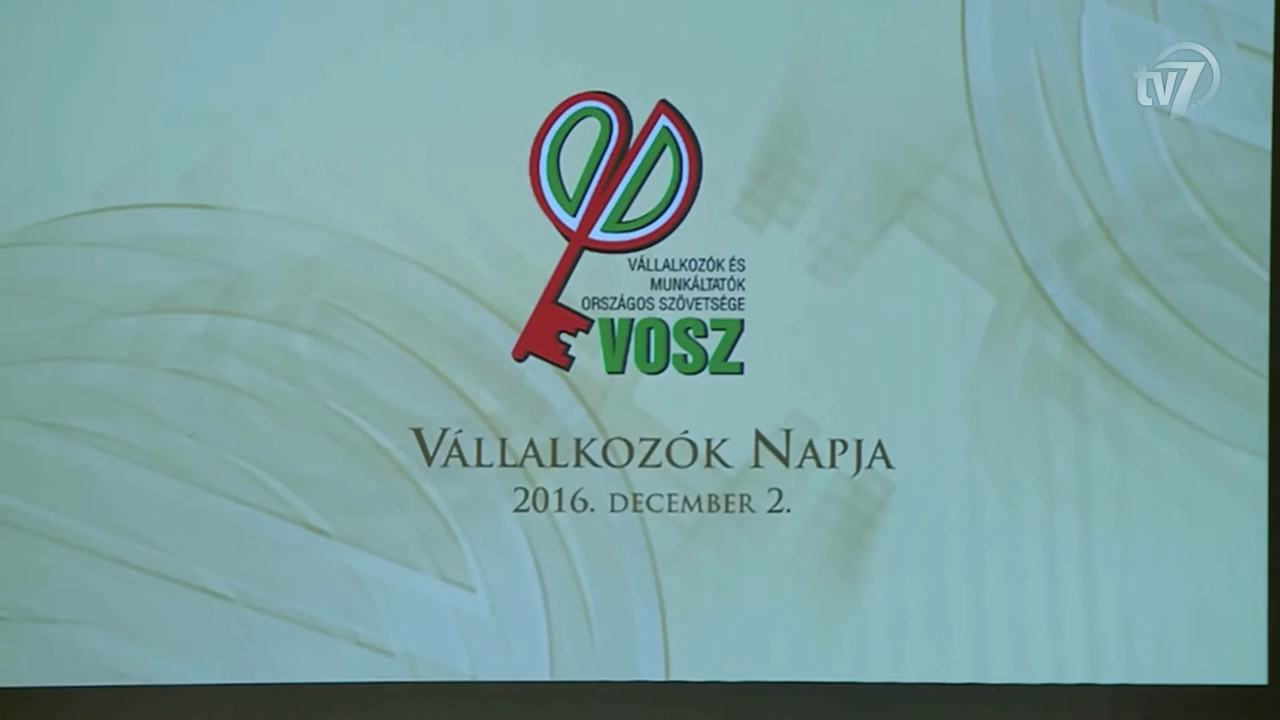 tv7
VÁLLALKOZÓK ÉS
MUNKÁLTATÓK
ORSZÁGOS SZÖVETSÉGE
VOSZ
VÁLLALKOZÓK NAPJA
2016. DECEMBER 2.